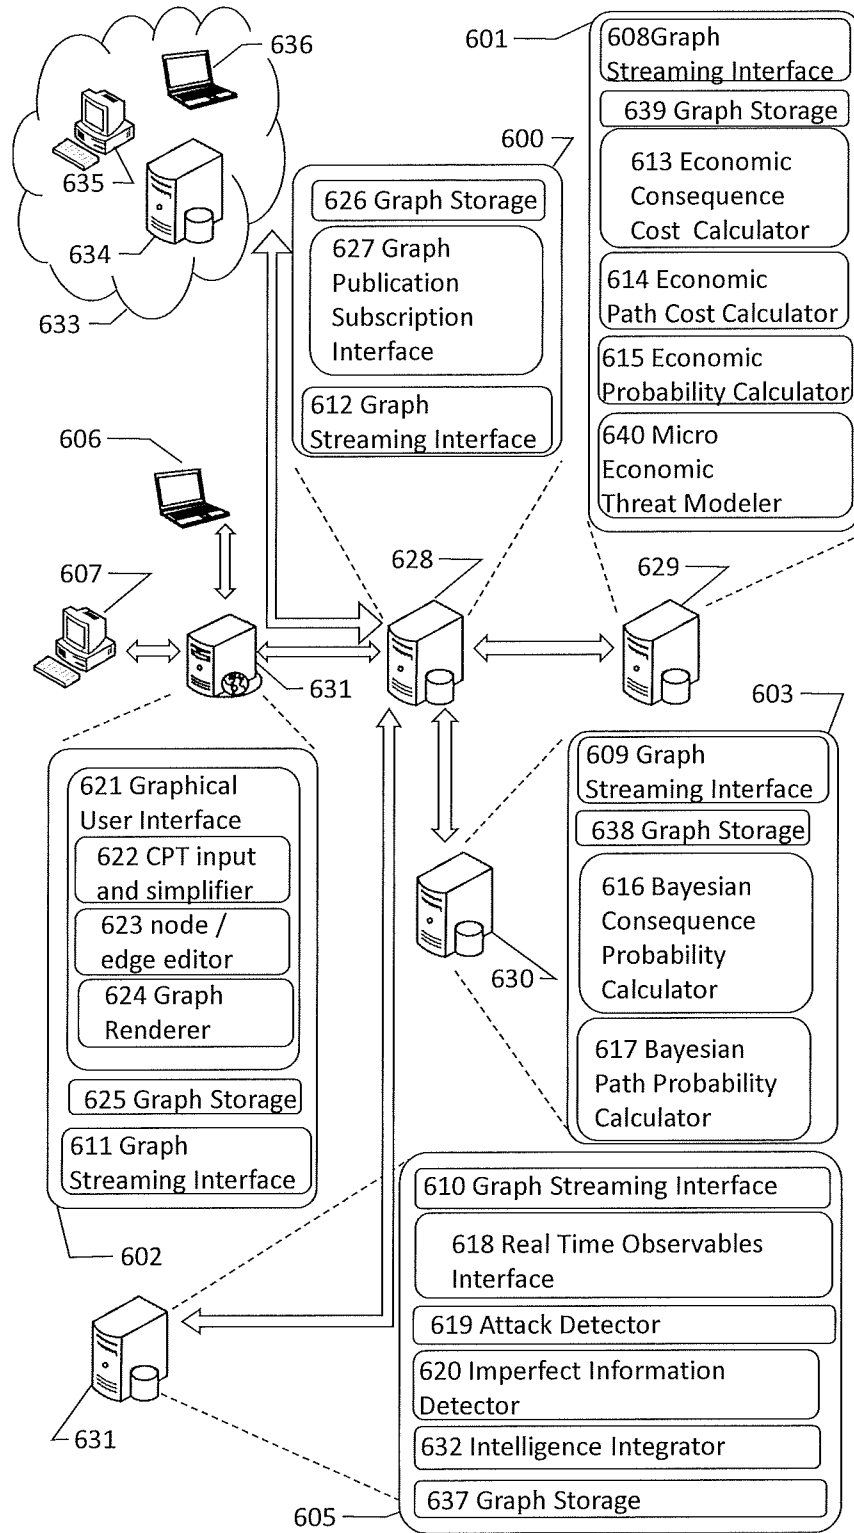 636
635
634
633
600
626 Graph Storage
627 Graph
Publication
Subscription
Interface
612 Graph
Streaming Interface
601
608Graph
Streaming Interface
639 Graph Storage
613 Economic
Consequence
Cost Calculator
614 Economic
Path Cost Calculator
615 Economic
Probability Calculator
640 Micro
Economic
Threat Modeler
606
607
631
628
629
621 Graphical
User Interface
622 CPT input
and simplifier
623 node /
edge editor
624 Graph
Renderer
625 Graph Storage
611 Graph
Streaming Interface
602
603
609 Graph
Streaming Interface
638 Graph Storage
616 Bayesian
Consequence
Probability
Calculator
617 Bayesian
Path Probability
Calculator
630
610 Graph Streaming Interface
618 Real Time Observables
Interface
619 Attack Detector
620 Imperfect Information
Detector
632 Intelligence Integrator
637 Graph Storage
605
631